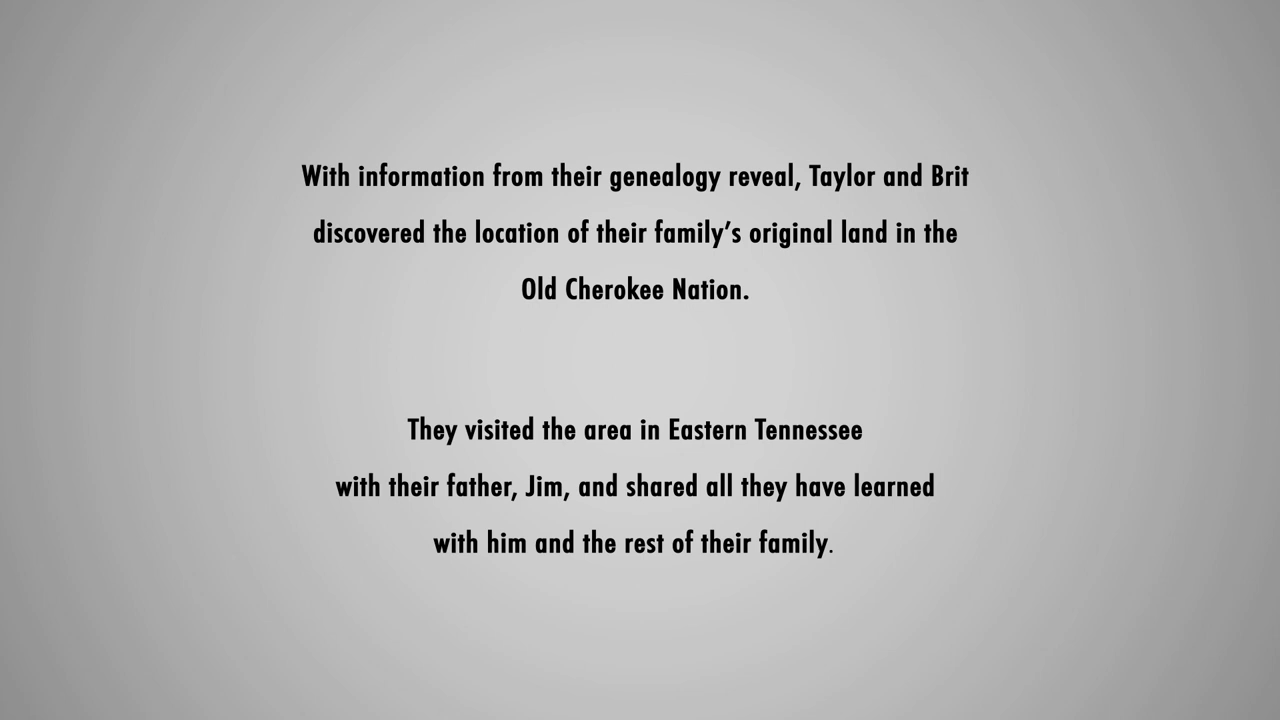 With information from their genealogy reveal, Taylor and Brit
discovered the location of their family’s original land in the
Old Cherokee Nation.
They visited the area in Eastern Tennessee
with their father, Jim, and shared all they have learned
with him and the rest of their family.